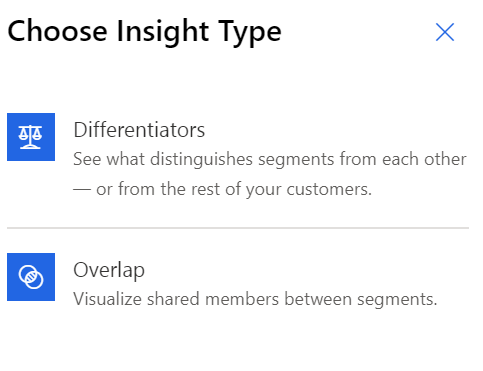 Choose Insight Type
Differentiators
See what distinguishes segments from each other
— or from the rest of your customers.
Overlap
Visualize shared members between segments.